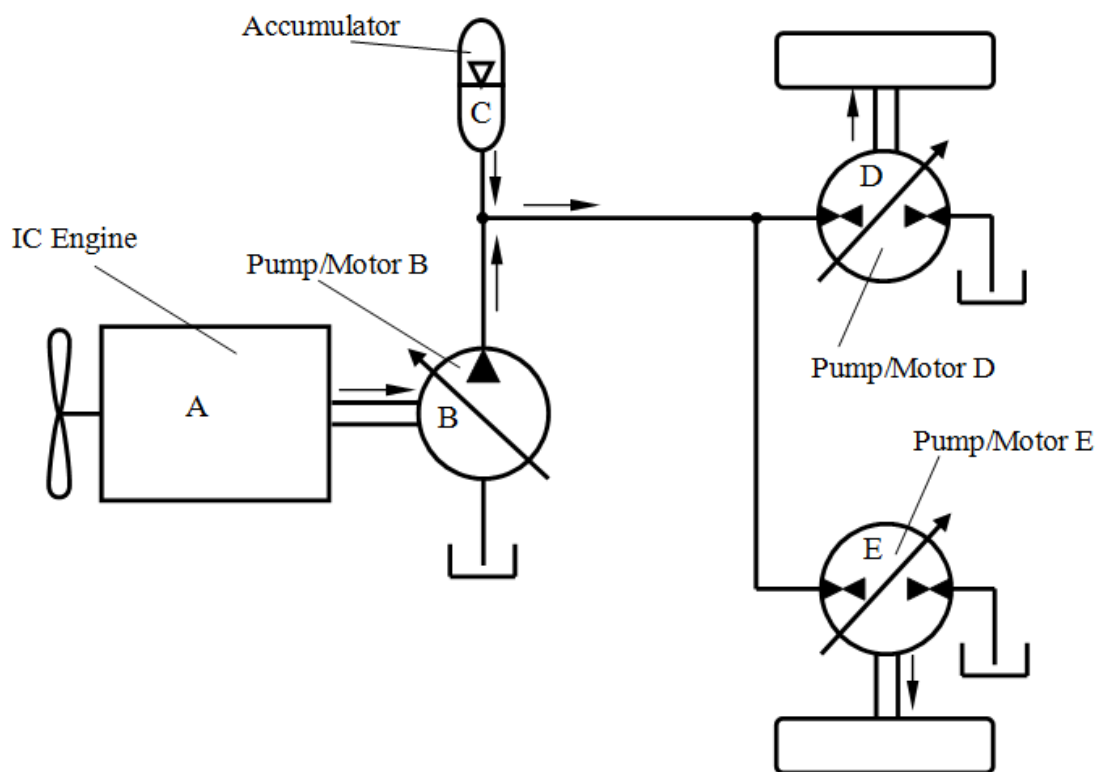 Accumulator
C
D
IC Engine
Pump/Motor B
Pump/Motor D
A
B
Pump/Motor E
E